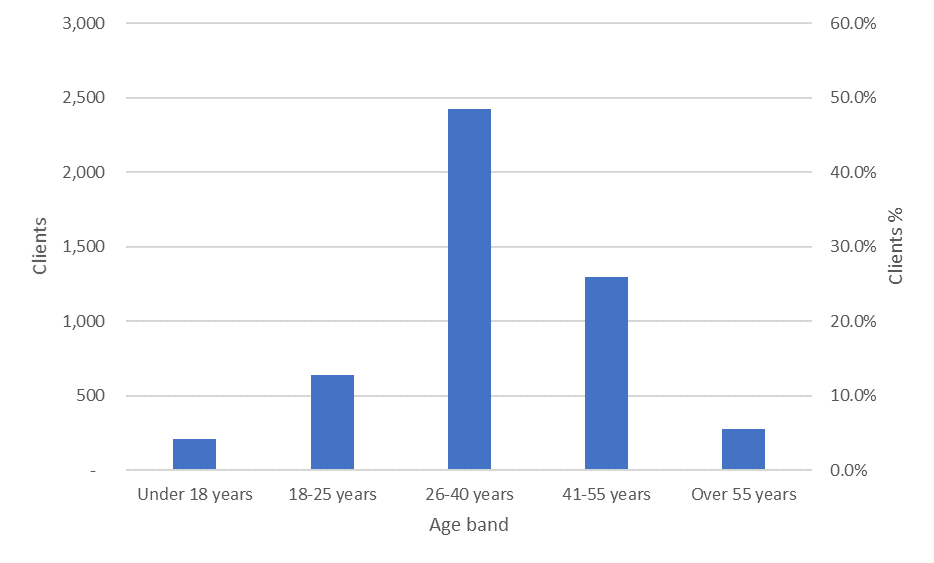 3,000
2,500
2,000
1,500
1,000
500
-
Clients
60.0%
50.0%
40.0%
30.0%
20.0%
10.0%
0.0%
Clients %
Under 18 years
18-25 years
26-40 years
41-55 years
Over 55 years
Age band